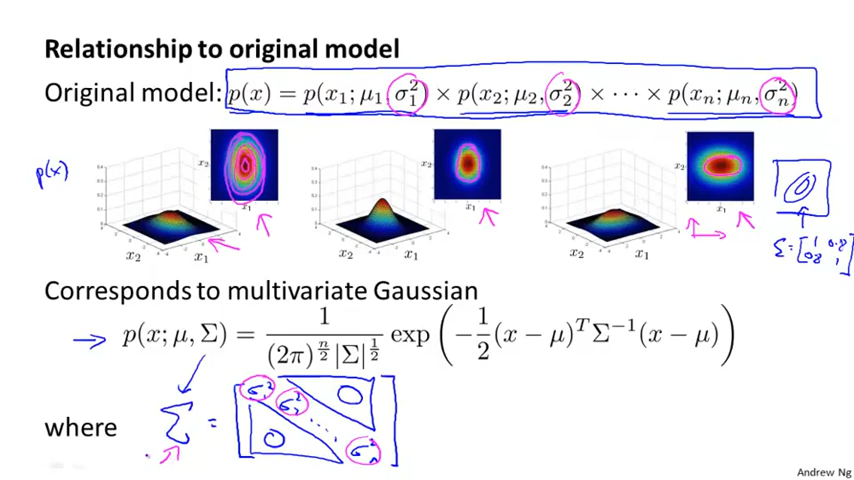 Relationship to original model
Original model: p(x) = p(x₁; μ₁, σ₁²) × p(x₂; μ₂, σ₂²) × ⋯ × p(xₙ; μₙ, σₙ²)
p(x)
x₂ x₁ x₂ x₁
x₂ x₁ x₂ x₁
x₂ x₁ x₂ x₁
Σ = [1 0.8
0.8 1]
Corresponds to multivariate Gaussian
→ p(x; μ, Σ) = 1 / ((2π)^(n/2) |Σ|^(1/2)) exp(−1/2 (x − μ)ᵀ Σ⁻¹ (x − μ))
where Σ = [σ₁² σ₂² ⋱ σₙ² 0 0]
Andrew Ng